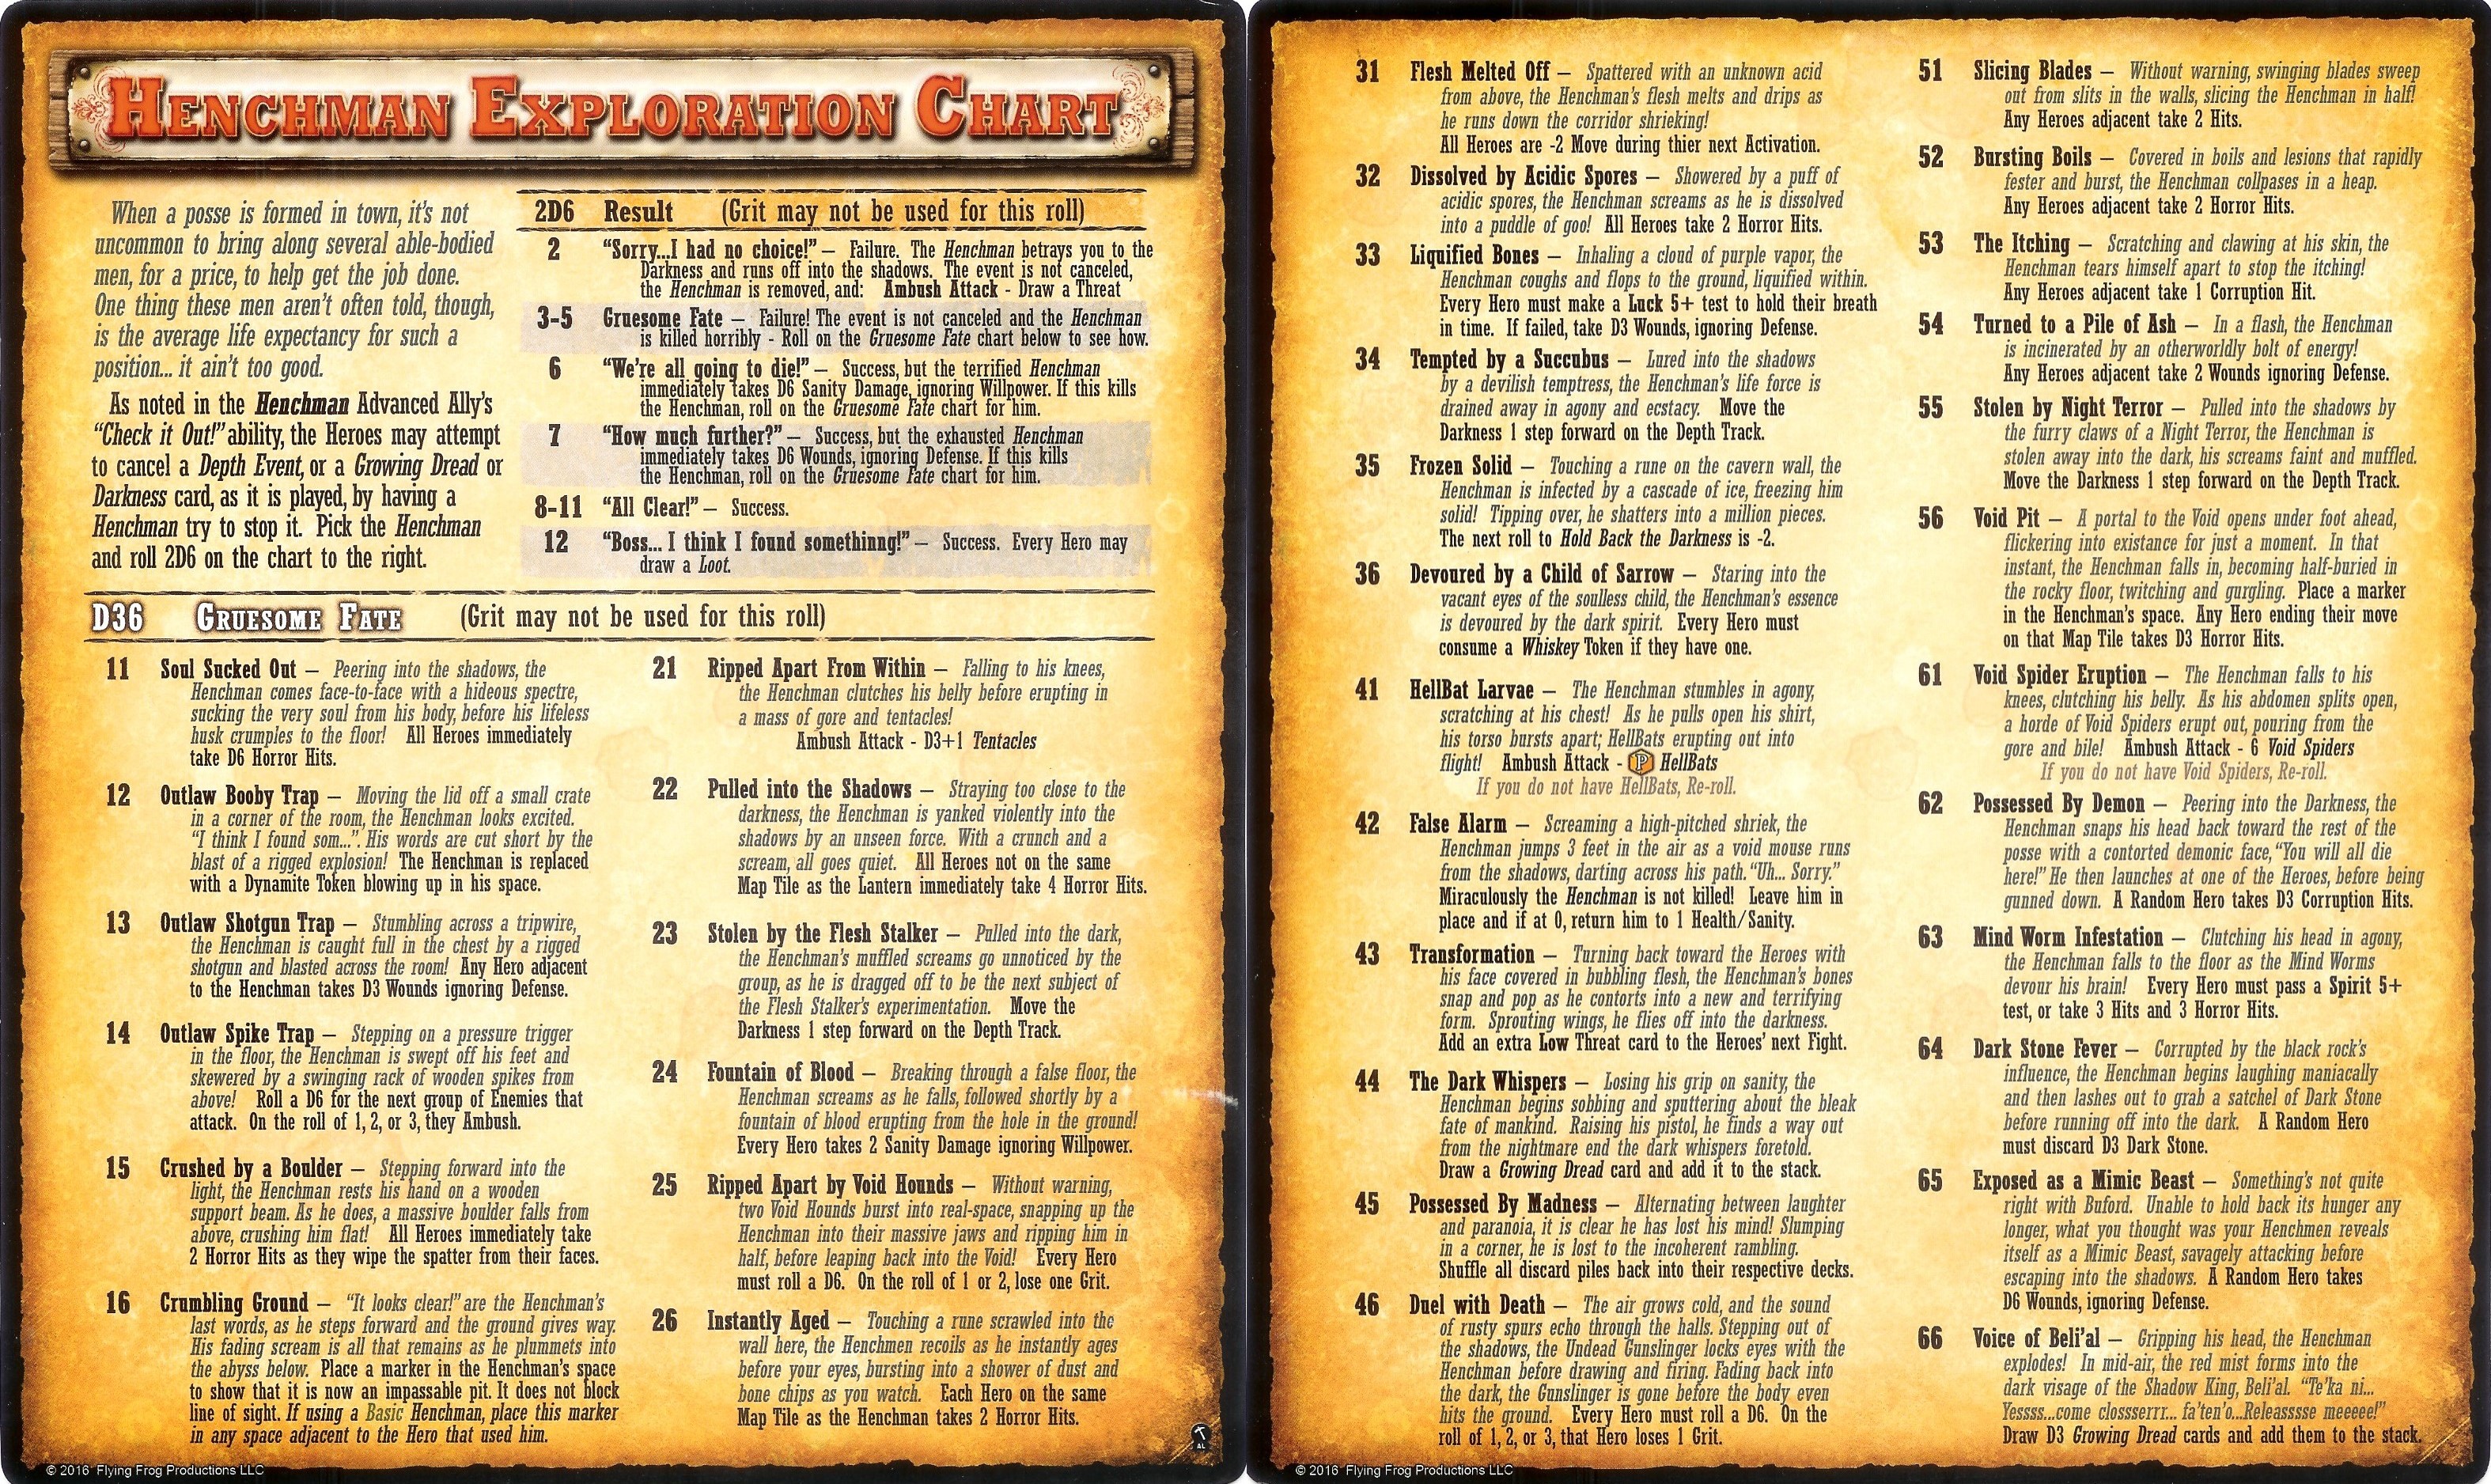 HENCHMAN EXPLORATION CHART
When a posse is formed in town, it's not
uncommon to bring along several able-bodied
men, for a price, to help get the job done.
One thing these men aren't often told, though,
is the average life expectancy for such a
position... it ain't too good.
As noted in the Henchman Advanced Ally's
"Check it Out!" ability, the Heroes may attempt
to cancel a Depth Event, or a Growing Dread or
Darkness card, as it is played, by having a
Henchman try to stop it. Pick the Henchman
and roll 2D6 on the chart to the right.
2D6 Result (Grit may not be used for this roll)
2 "Sorry...I had no choice!" – Failure. The Henchman betrays you to the
Darkness and runs off into the shadows. The event is not canceled,
the Henchman is removed, and: Ambush Attack - Draw a Threat
3-5 Gruesome Fate – Failure! The event is not canceled and the Henchman
is killed horribly - Roll on the Gruesome Fate chart below to see how.
6 "We're all going to die!" – Success, but the terrified Henchman
immediately takes D6 Sanity Damage, ignoring Willpower. If this kills
the Henchman, roll on the Gruesome Fate chart for him.
7 "How much further?" – Success, but the exhausted Henchman
immediately takes D6 Wounds, ignoring Defense. If this kills
the Henchman, roll on the Gruesome Fate chart for him.
8-11 "All Clear!" – Success.
12 "Boss... I think I found somethinng!" – Success. Every Hero may
draw a Loot.
D36 GRUESOME FATE (Grit may not be used for this roll)
11 Soul Sucked Out – Peering into the shadows, the
Henchman comes face-to-face with a hideous spectre,
sucking the very soul from his body, before his lifeless
husk crumples to the floor! All Heroes immediately
take D6 Horror Hits.
12 Outlaw Booby Trap – Moving the lid off a small crate
in a corner of the room, the Henchman looks excited.
"I think I found som...". His words are cut short by the
blast of a rigged explosion! The Henchman is replaced
with a Dynamite Token blowing up in his space.
13 Outlaw Shotgun Trap – Stumbling across a tripwire,
the Henchman is caught full in the chest by a rigged
shotgun and blasted across the room! Any Hero adjacent
to the Henchman takes D3 Wounds ignoring Defense.
14 Outlaw Spike Trap – Stepping on a pressure trigger
in the floor, the Henchman is swept off his feet and
skewered by a swinging rack of wooden spikes from
above! Roll a D6 for the next group of Enemies that
attack. On the roll of 1, 2, or 3, they Ambush.
15 Crushed by a Boulder – Stepping forward into the
light, the Henchman rests his hand on a wooden
support beam. As he does, a massive boulder falls from
above, crushing him flat! All Heroes immediately take
2 Horror Hits as they wipe the spatter from their faces.
16 Crumbling Ground – "It looks clear!" are the Henchman's
last words, as he steps forward and the ground gives way.
His fading scream is all that remains as he plummets into
the abyss below. Place a marker in the Henchman's space
to show that it is now an impassable pit. It does not block
line of sight. If using a Basic Henchman, place this marker
in any space adjacent to the Hero that used him.
21 Ripped Apart From Within – Falling to his knees,
the Henchman clutches his belly before erupting in
a mass of gore and tentacles!
Ambush Attack - D3+1 Tentacles
22 Pulled into the Shadows – Straying too close to the
darkness, the Henchman is yanked violently into the
shadows by an unseen force. With a crunch and a
scream, all goes quiet. All Heroes not on the same
Map Tile as the Lantern immediately take 4 Horror Hits.
23 Stolen by the Flesh Stalker – Pulled into the dark,
the Henchman's muffled screams go unnoticed by the
group, as he is dragged off to be the next subject of
the Flesh Stalker's experimentation. Move the
Darkness 1 step forward on the Depth Track.
24 Fountain of Blood – Breaking through a false floor, the
Henchman screams as he falls, followed shortly by a
fountain of blood erupting from the hole in the ground!
Every Hero takes 2 Sanity Damage ignoring Willpower.
25 Ripped Apart by Void Hounds – Without warning,
two Void Hounds burst into real-space, snapping up the
Henchman into their massive jaws and ripping him in
half, before leaping back into the Void! Every Hero
must roll a D6. On the roll of 1 or 2, lose one Grit.
26 Instantly Aged – Touching a rune scrawled into the
wall here, the Henchmen recoils as he instantly ages
before your eyes, bursting into a shower of dust and
bone chips as you watch. Each Hero on the same
Map Tile as the Henchman takes 2 Horror Hits.
AL
© 2016 Flying Frog Productions LLC
31 Flesh Melted Off – Spattered with an unknown acid
from above, the Henchman's flesh melts and drips as
he runs down the corridor shrieking!
All Heroes are -2 Move during thier next Activation.
32 Dissolved by Acidic Spores – Showered by a puff of
acidic spores, the Henchman screams as he is dissolved
into a puddle of goo! All Heroes take 2 Horror Hits.
33 Liquified Bones – Inhaling a cloud of purple vapor, the
Henchman coughs and flops to the ground, liquified within.
Every Hero must make a Luck 5+ test to hold their breath
in time. If failed, take D3 Wounds, ignoring Defense.
34 Tempted by a Succubus – Lured into the shadows
by a devilish temptress, the Henchman's life force is
drained away in agony and ecstacy. Move the
Darkness 1 step forward on the Depth Track.
35 Frozen Solid – Touching a rune on the cavern wall, the
Henchman is infected by a cascade of ice, freezing him
solid! Tipping over, he shatters into a million pieces.
The next roll to Hold Back the Darkness is -2.
36 Devoured by a Child of Sarrow – Staring into the
vacant eyes of the soulless child, the Henchman's essence
is devoured by the dark spirit. Every Hero must
consume a Whiskey Token if they have one.
41 HellBat Larvae – The Henchman stumbles in agony,
scratching at his chest! As he pulls open his shirt,
his torso bursts apart; HellBats erupting out into
flight! Ambush Attack - P HellBats
If you do not have HellBats, Re-roll.
42 False Alarm – Screaming a high-pitched shriek, the
Henchman jumps 3 feet in the air as a void mouse runs
from the shadows, darting across his path. "Uh... Sorry."
Miraculously the Henchman is not killed! Leave him in
place and if at 0, return him to 1 Health/Sanity.
43 Transformation – Turning back toward the Heroes with
his face covered in bubbling flesh, the Henchman's bones
snap and pop as he contorts into a new and terrifying
form. Sprouting wings, he flies off into the darkness.
Add an extra Low Threat card to the Heroes' next Fight.
44 The Dark Whispers – Losing his grip on sanity, the
Henchman begins sobbing and sputtering about the bleak
fate of mankind. Raising his pistol, he finds a way out
from the nightmare end the dark whispers foretold.
Draw a Growing Dread card and add it to the stack.
45 Possessed By Madness – Alternating between laughter
and paranoia, it is clear he has lost his mind! Slumping
in a corner, he is lost to the incoherent rambling.
Shuffle all discard piles back into their respective decks.
46 Duel with Death – The air grows cold, and the sound
of rusty spurs echo through the halls. Stepping out of
the shadows, the Undead Gunslinger locks eyes with the
Henchman before drawing and firing. Fading back into
the dark, the Gunslinger is gone before the body even
hits the ground. Every Hero must roll a D6. On the
roll of 1, 2, or 3, that Hero loses 1 Grit.
51 Slicing Blades – Without warning, swinging blades sweep
out from slits in the walls, slicing the Henchman in half!
Any Heroes adjacent take 2 Hits.
52 Bursting Boils – Covered in boils and lesions that rapidly
fester and burst, the Henchman collpases in a heap.
Any Heroes adjacent take 2 Horror Hits.
53 The Itching – Scratching and clawing at his skin, the
Henchman tears himself apart to stop the itching!
Any Heroes adjacent take 1 Corruption Hit.
54 Turned to a Pile of Ash – In a flash, the Henchman
is incinerated by an otherworldly bolt of energy!
Any Heroes adjacent take 2 Wounds ignoring Defense.
55 Stolen by Night Terror – Pulled into the shadows by
the furry claws of a Night Terror, the Henchman is
stolen away into the dark, his screams faint and muffled.
Move the Darkness 1 step forward on the Depth Track.
56 Void Pit – A portal to the Void opens under foot ahead,
flickering into existance for just a moment. In that
instant, the Henchman falls in, becoming half-buried in
the rocky floor, twitching and gurgling. Place a marker
in the Henchman's space. Any Hero ending their move
on that Map Tile takes D3 Horror Hits.
61 Void Spider Eruption – The Henchman falls to his
knees, clutching his belly. As his abdomen splits open,
a horde of Void Spiders erupt out, pouring from the
gore and bile! Ambush Attack - 6 Void Spiders
If you do not have Void Spiders, Re-roll.
62 Possessed By Demon – Peering into the Darkness, the
Henchman snaps his head back toward the rest of the
posse with a contorted demonic face, "You will all die
here!" He then launches at one of the Heroes, before being
gunned down. A Random Hero takes D3 Corruption Hits.
63 Mind Worm Infestation – Clutching his head in agony,
the Henchman falls to the floor as the Mind Worms
devour his brain! Every Hero must pass a Spirit 5+
test, or take 3 Hits and 3 Horror Hits.
64 Dark Stone Fever – Corrupted by the black rock's
influence, the Henchman begins laughing maniacally
and then lashes out to grab a satchel of Dark Stone
before running off into the dark. A Random Hero
must discard D3 Dark Stone.
65 Exposed as a Mimic Beast – Something's not quite
right with Buford. Unable to hold back its hunger any
longer, what you thought was your Henchmen reveals
itself as a Mimic Beast, savagely attacking before
escaping into the shadows. A Random Hero takes
D6 Wounds, ignoring Defense.
66 Voice of Beli'al – Gripping his head, the Henchman
explodes! In mid-air, the red mist forms into the
dark visage of the Shadow King, Beli'al. "Te'ka ni...
Yessss...come clossserrr... fa'ten'o...Releasssse meeeee!"
Draw D3 Growing Dread cards and add them to the stack.
© 2016 Flying Frog Productions LLC